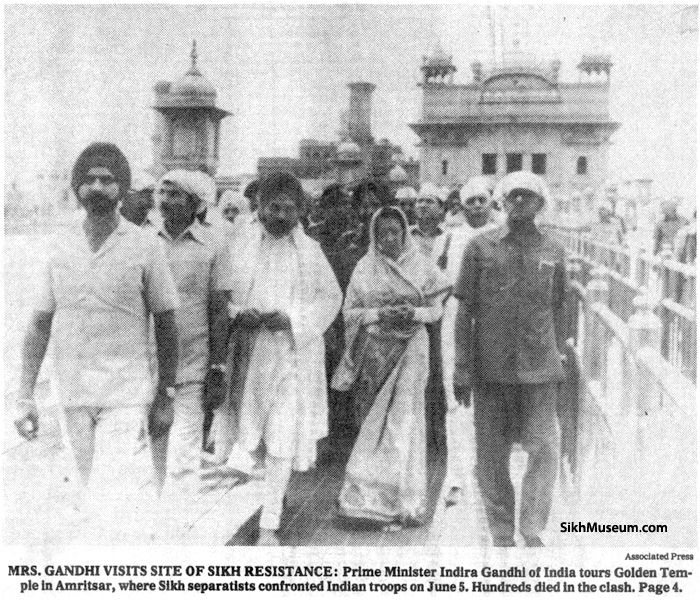 SikhMuseum.com
Associated Press
MRS. GANDHI VISITS SITE OF SIKH RESISTANCE: Prime Minister Indira Gandhi of India tours Golden Tem-
ple in Amritsar, where Sikh separatists confronted Indian troops on June 5. Hundreds died in the clash. Page 4.